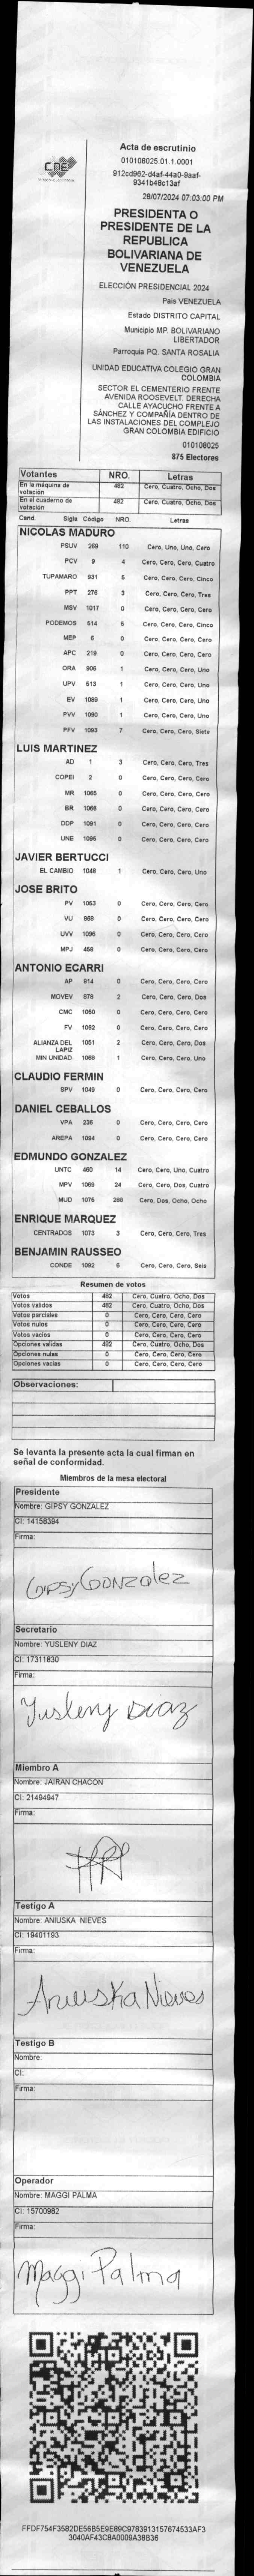 CNE
Acta de escrutinio
010108025.01.1.0001
912cd962-d4af-44a0-9aaf-
9341b48c13af
28/07/2024 07:03:00 PM
PRESIDENTA O
PRESIDENTE DE LA
REPUBLICA
BOLIVARIANA DE
VENEZUELA
ELECCIÓN PRESIDENCIAL 2024
Pais VENEZUELA
Estado DISTRITO CAPITAL
Municipio MP. BOLIVARIANO
LIBERTADOR
Parroquia PQ. SANTA ROSALIA
UNIDAD EDUCATIVA COLEGIO GRAN
COLOMBIA
SECTOR EL CEMENTERIO FRENTE
AVENIDA ROOSEVELT. DERECHA
CALLE AYACUCHO FRENTE A
SÁNCHEZ Y COMPAÑÍA DENTRO DE
LAS INSTALACIONES DEL COMPLEJO
GRAN COLOMBIA EDIFICIO
010108025
875 Electores
Votantes NRO. Letras
En la máquina de votación 482 Cero, Cuatro, Ocho, Dos
En el cuaderno de votación 482 Cero, Cuatro, Ocho, Dos
Cand. Sigla Código NRO. Letras
NICOLAS MADURO
PSUV 269 110 Cero, Uno, Uno, Cero
PCV 9 4 Cero, Cero, Cero, Cuatro
TUPAMARO 931 5 Cero, Cero, Cero, Cinco
PPT 276 3 Cero, Cero, Cero, Tres
MSV 1017 0 Cero, Cero, Cero, Cero
PODEMOS 514 5 Cero, Cero, Cero, Cinco
MEP 6 0 Cero, Cero, Cero, Cero
APC 219 0 Cero, Cero, Cero, Cero
ORA 906 1 Cero, Cero, Cero, Uno
UPV 513 1 Cero, Cero, Cero, Uno
EV 1089 1 Cero, Cero, Cero, Uno
PVV 1090 1 Cero, Cero, Cero, Uno
PFV 1093 7 Cero, Cero, Cero, Siete
LUIS MARTINEZ
AD 1 3 Cero, Cero, Cero, Tres
COPEI 2 0 Cero, Cero, Cero, Cero
MR 1065 0 Cero, Cero, Cero, Cero
BR 1066 0 Cero, Cero, Cero, Cero
DDP 1091 0 Cero, Cero, Cero, Cero
UNE 1095 0 Cero, Cero, Cero, Cero
JAVIER BERTUCCI
EL CAMBIO 1048 1 Cero, Cero, Cero, Uno
JOSE BRITO
PV 1053 0 Cero, Cero, Cero, Cero
VU 868 0 Cero, Cero, Cero, Cero
UVV 1096 0 Cero, Cero, Cero, Cero
MPJ 458 0 Cero, Cero, Cero, Cero
ANTONIO ECARRI
AP 914 0 Cero, Cero, Cero, Cero
MOVEV 878 2 Cero, Cero, Cero, Dos
CMC 1050 0 Cero, Cero, Cero, Cero
FV 1052 0 Cero, Cero, Cero, Cero
ALIANZA DEL LAPIZ 1051 2 Cero, Cero, Cero, Dos
MIN UNIDAD 1068 1 Cero, Cero, Cero, Uno
CLAUDIO FERMIN
SPV 1049 0 Cero, Cero, Cero, Cero
DANIEL CEBALLOS
VPA 236 0 Cero, Cero, Cero, Cero
AREPA 1094 0 Cero, Cero, Cero, Cero
EDMUNDO GONZALEZ
UNTC 460 14 Cero, Cero, Uno, Cuatro
MPV 1069 24 Cero, Cero, Dos, Cuatro
MUD 1075 288 Cero, Dos, Ocho, Ocho
ENRIQUE MARQUEZ
CENTRADOS 1073 3 Cero, Cero, Cero, Tres
BENJAMIN RAUSSEO
CONDE 1092 6 Cero, Cero, Cero, Seis
Resumen de votos
Votos 482 Cero, Cuatro, Ocho, Dos
Votos validos 482 Cero, Cuatro, Ocho, Dos
Votos parciales 0 Cero, Cero, Cero, Cero
Votos nulos 0 Cero, Cero, Cero, Cero
Votos vacios 0 Cero, Cero, Cero, Cero
Opciones validas 482 Cero, Cuatro, Ocho, Dos
Opciones nulas 0 Cero, Cero, Cero, Cero
Opciones vacias 0 Cero, Cero, Cero, Cero
Observaciones:
Se levanta la presente acta la cual firman en
señal de conformidad.
Miembros de la mesa electoral
Presidente
Nombre: GIPSY GONZALEZ
CI: 14158394
Firma:
Gipsy Gonzalez
Secretario
Nombre: YUSLENY DIAZ
CI: 17311830
Firma:
Yusleny Diaz
Miembro A
Nombre: JAIRAN CHACON
CI: 21494947
Firma:
Testigo A
Nombre: ANIUSKA NIEVES
CI: 19401193
Firma:
Aniuska Nieves
Testigo B
Nombre:
CI:
Firma:
Operador
Nombre: MAGGI PALMA
CI: 15700982
Firma:
Maggi Palma
FFDF754F3582DE56B5E9E89C9783913157674533AF3
3040AF43C8A0009A38B36